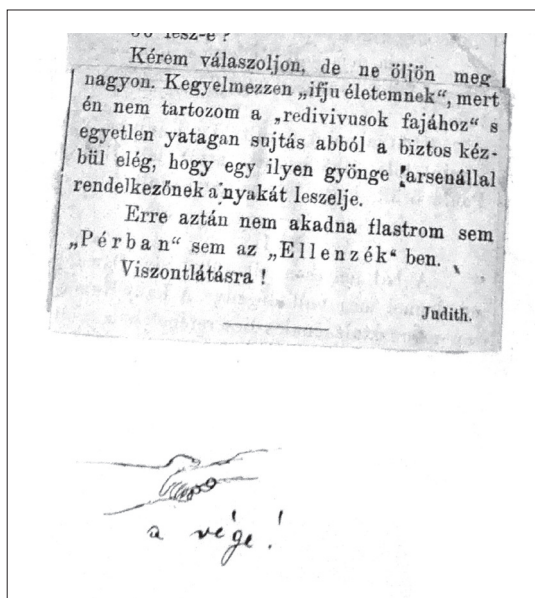 lesz-e ?
Kérem válaszoljon, de ne öljön meg
nagyon. Kegyelmezzen „ifju életemnek“, mert
én nem tartozom a „redivivusok fajához“ s
egyetlen yatagan sujtás abból a biztos kéz-
bül elég, hogy egy ilyen gyönge arsenállal
rendelkezőnek a nyakát leszelje.
Erre aztán nem akadna flastrom sem
„Pérban“ sem az „Ellenzék“ ben.
Viszontlátásra !
Judith.
a vége!